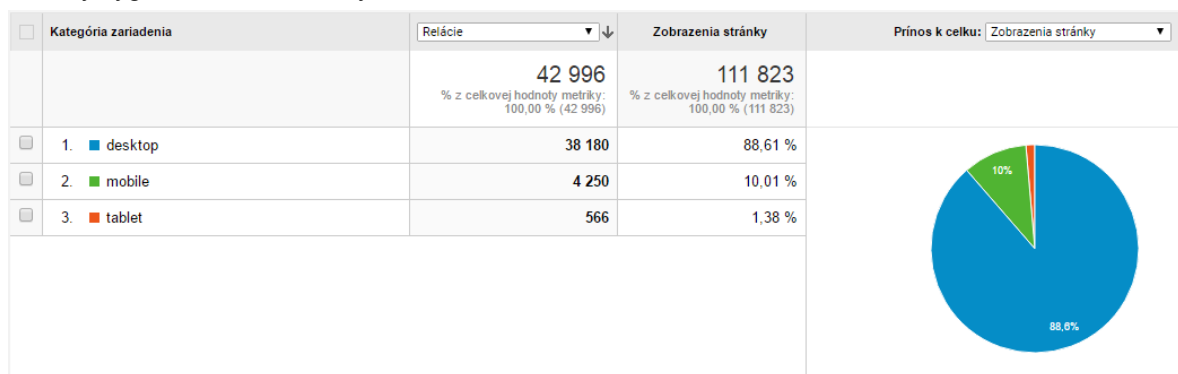 Kategória zariadenia Relácie Zobrazenia stránky Prínos k celku: Zobrazenia stránky
42 996 111 823
% z celkovej hodnoty metriky: % z celkovej hodnoty metriky:
100,00 % (42 996) 100,00 % (111 823)
1. desktop 38 180 88,61 %
2. mobile 4 250 10,01 %
3. tablet 566 1,38 %
10%
88,6%